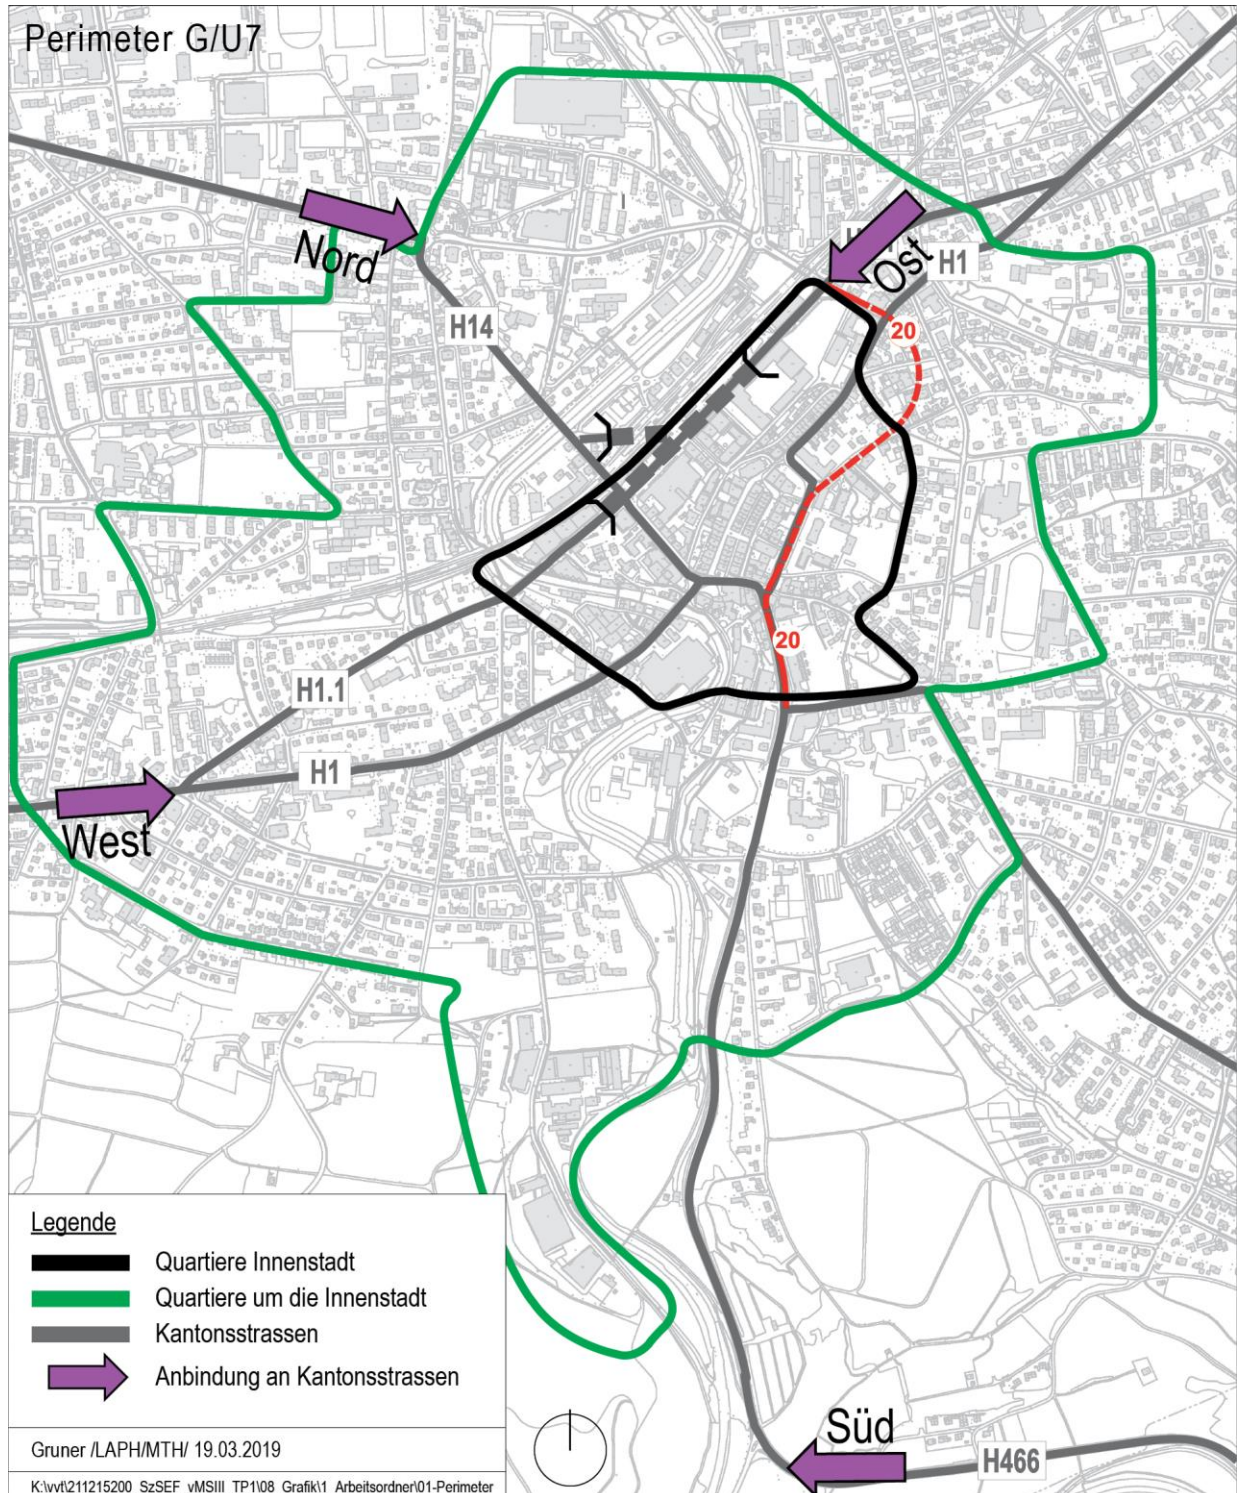 Perimeter G/U7
Nord
Ost
H1
20
H14
20
H1.1
H1
West
Legende
Quartiere Innenstadt
Quartiere um die Innenstadt
Kantonsstrassen
Anbindung an Kantonsstrassen
Süd
H466
Gruner /LAPH/MTH/ 19.03.2019
K:\vvt\211215200_SzSEF_vMSIII_TP1\08_Grafik\1_Arbeitsordner\01-Perimeter